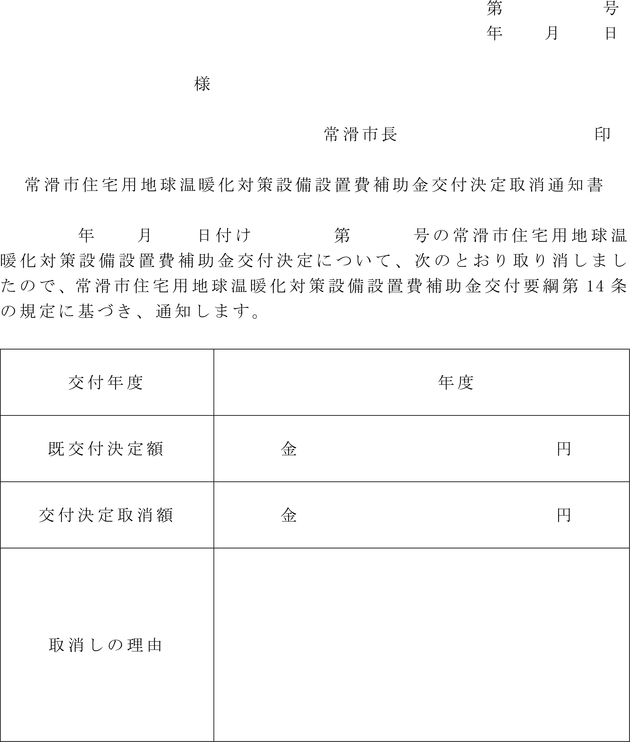 第　　　　　号
年　　月　　日
様
常滑市長　　　　　　　　　　印
常滑市住宅用地球温暖化対策設備設置費補助金交付決定取消通知書
年　　月　　日付け　　　　第　　　号の常滑市住宅用地球温
暖化対策設備設置費補助金交付決定について、次のとおり取り消しまし
たので、常滑市住宅用地球温暖化対策設備設置費補助金交付要綱第 14 条
の規定に基づき、通知します。
交付年度　　年度
既交付決定額　　金　　　　　　　　円
交付決定取消額　　金　　　　　　　　円
取消しの理由